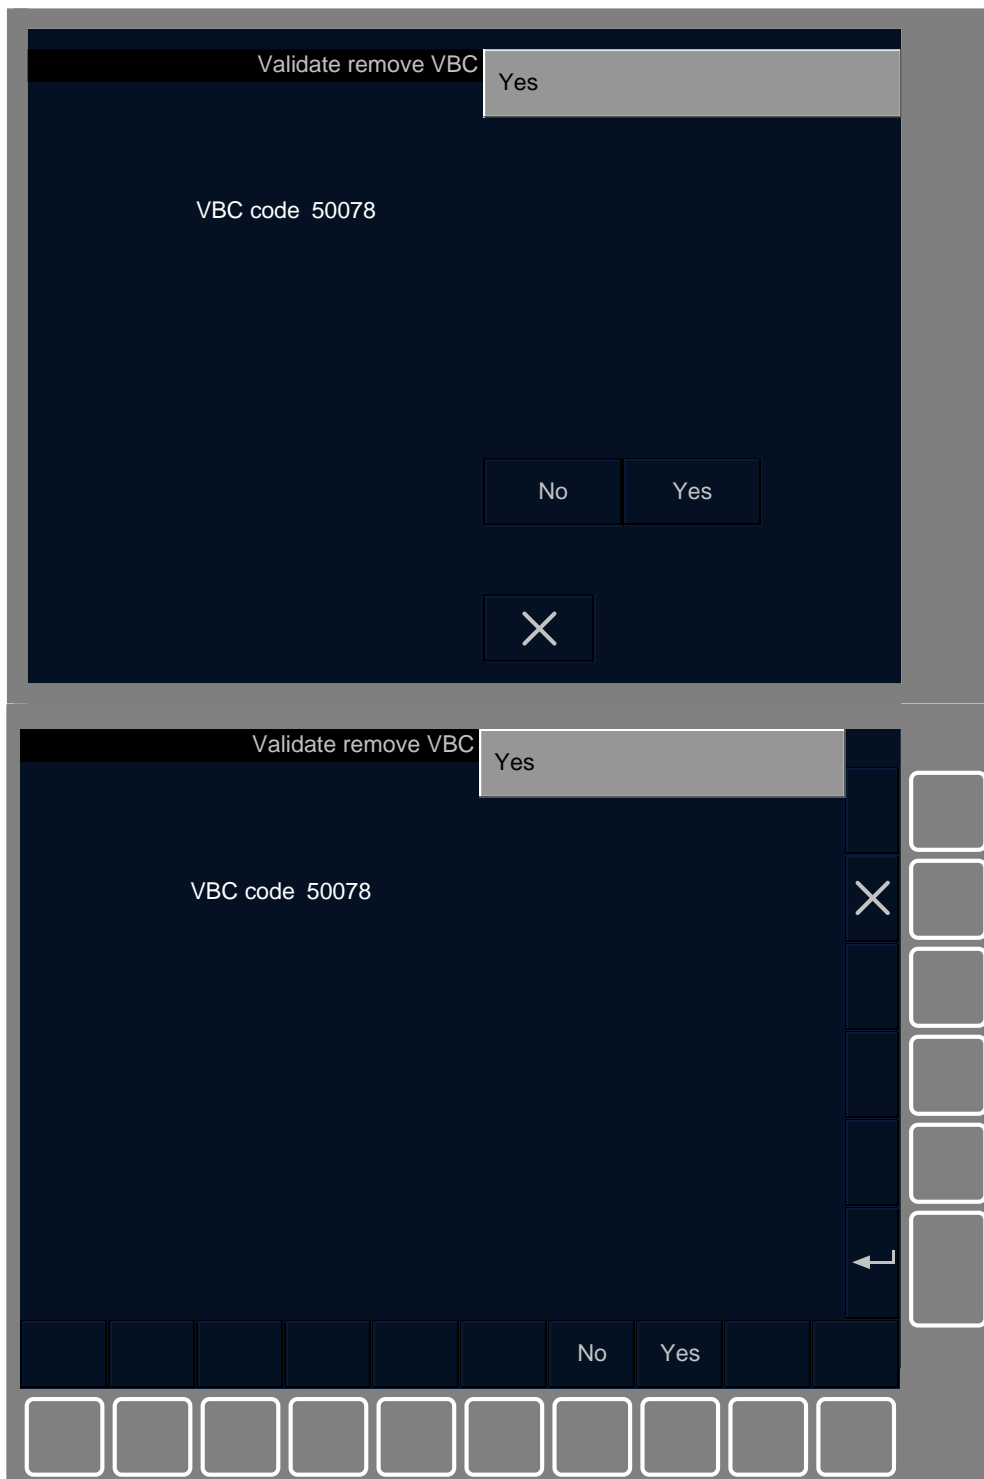 Validate remove VBC
Yes
VBC code 50078
No Yes
Validate remove VBC
Yes
VBC code 50078
No Yes